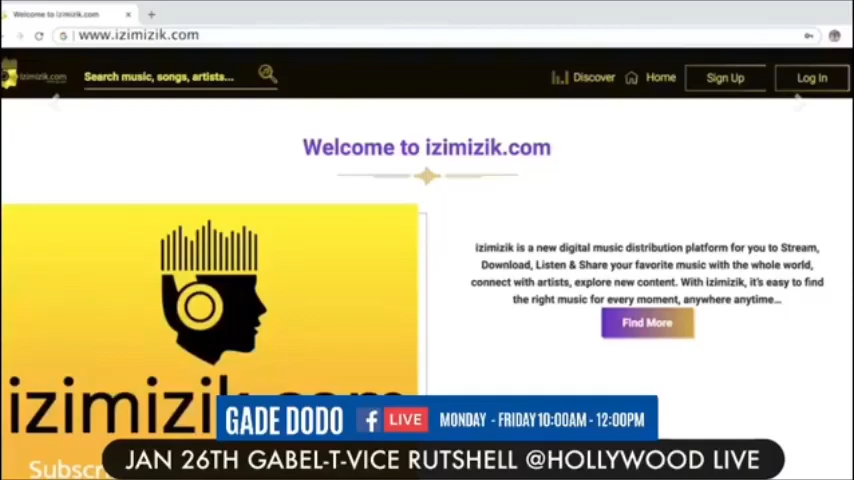 Welcome to izimizik.com
www.izimizik.com
izimizik.com
Search music, songs, artists...
Discover
Home
Sign Up
Log In
Welcome to izimizik.com
izimizik is a new digital music distribution platform for you to Stream,
Download, Listen & Share your favorite music with the whole world,
connect with artists, explore new content. With izimizik, it's easy to find
the right music for every moment, anywhere anytime...
Find More
izimizik.com
GADE DODO f LIVE MONDAY - FRIDAY 10:00AM - 12:00PM
JAN 26TH GABEL-T-VICE RUTSHELL @HOLLYWOOD LIVE